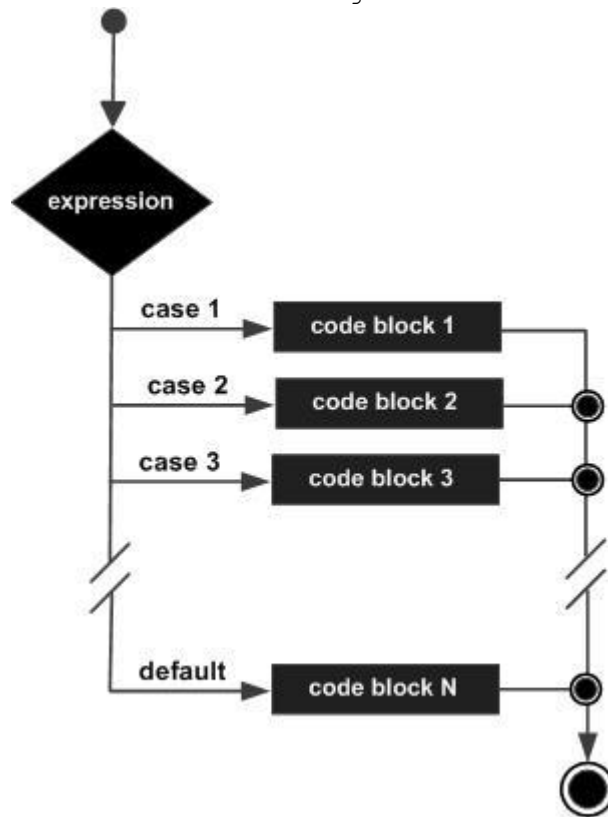 expression
case 1
code block 1
case 2
code block 2
case 3
code block 3
default
code block N